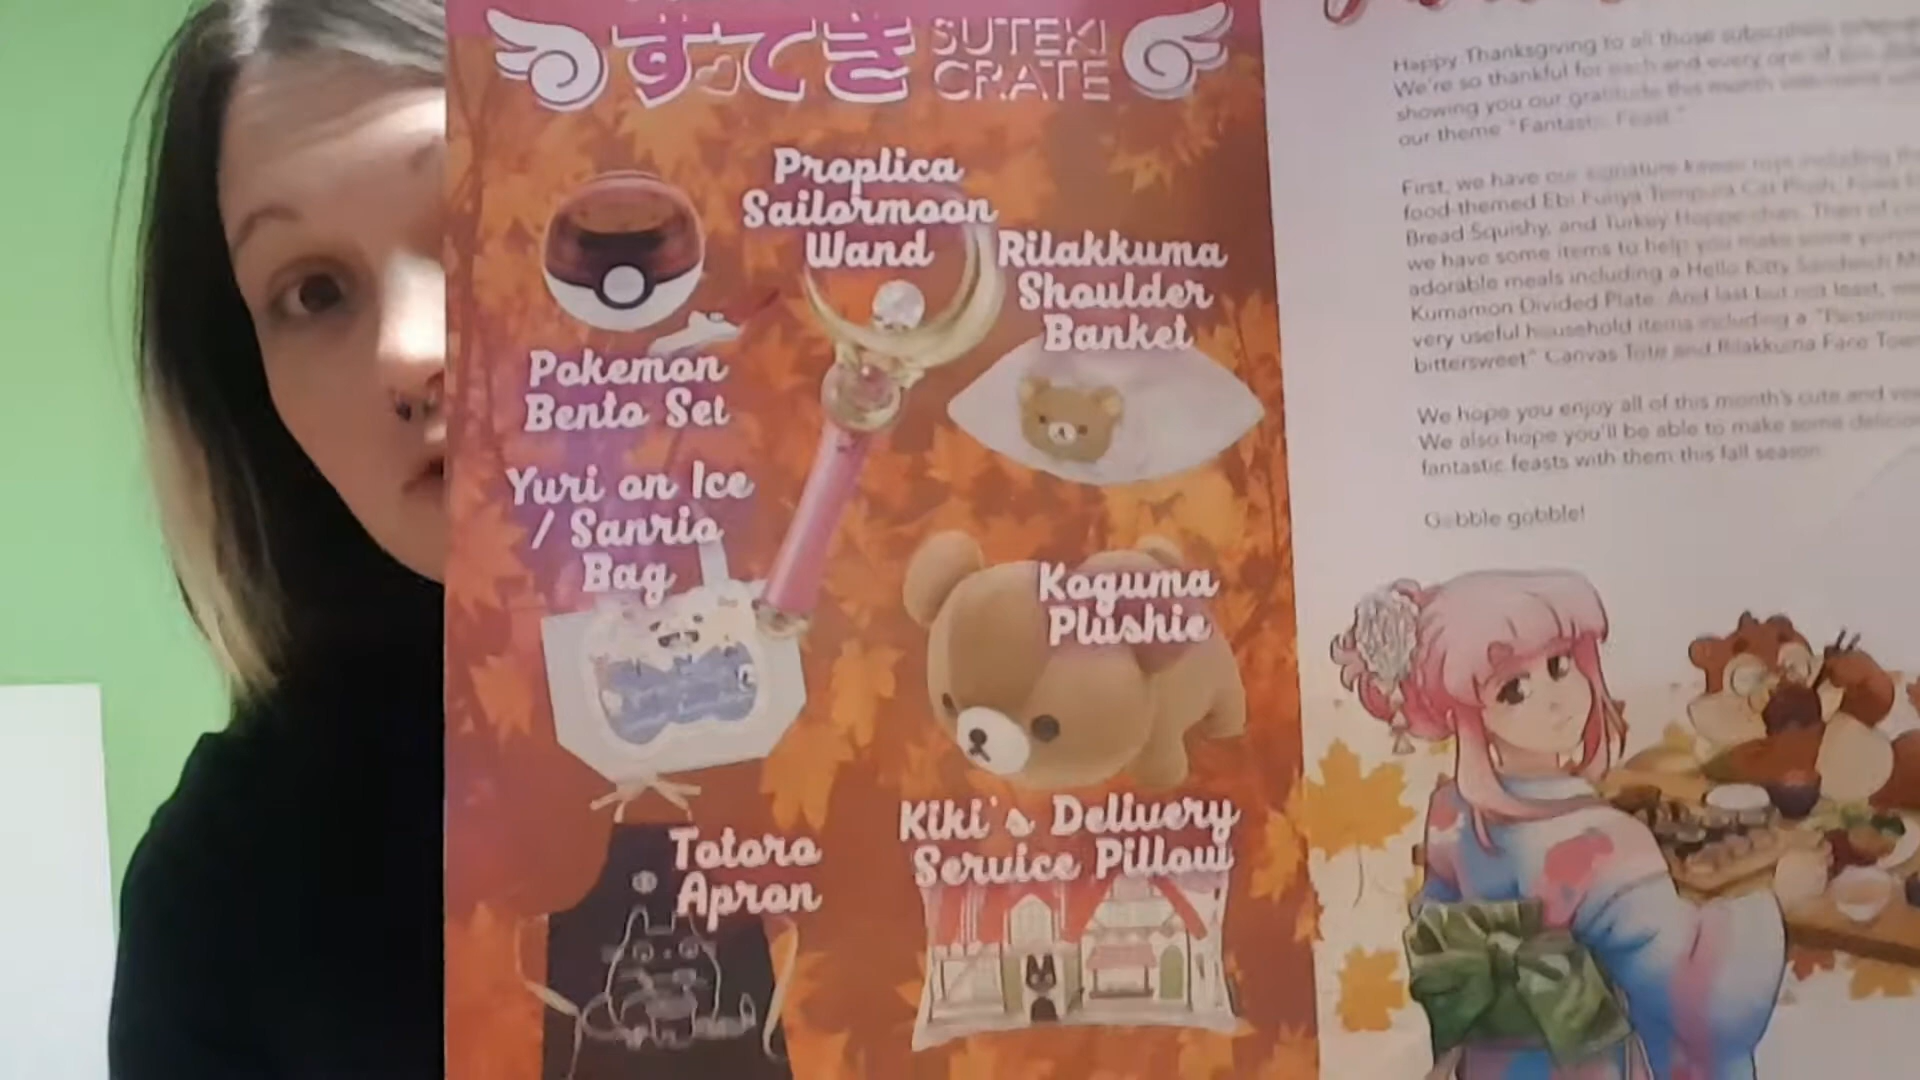 すてき SUTEKI
CRATE
Proplica
Sailormoon
Wand
Rilakkuma
Shoulder
Banket
Pokemon
Bento Set
Yuri on Ice
/ Sanrio
Bag
Koguma
Plushie
Totoro
Apron
Kiki's Delivery
Service Pillow
Happy Thanksgiving to all those
We're so thankful for each and every one of
showing you our gratitude this month
our theme "Fantastic Feast."
First, we have our signature kawaii toys including
food-themed Ebi Furiya Tempura Cat Plush,
Bread Squishy, and Turkey Hoppe-chan. Then of
we have some items to help you make some
adorable meals including a Hello Kitty Sandwich
Kumamon Divided Plate. And last but not least,
very useful household items including a
bittersweet" Canvas Tote and Rilakkuma Face
We hope you enjoy all of this month's cute and
We also hope you'll be able to make some
fantastic feasts with them this fall season.
Gobble gobble!